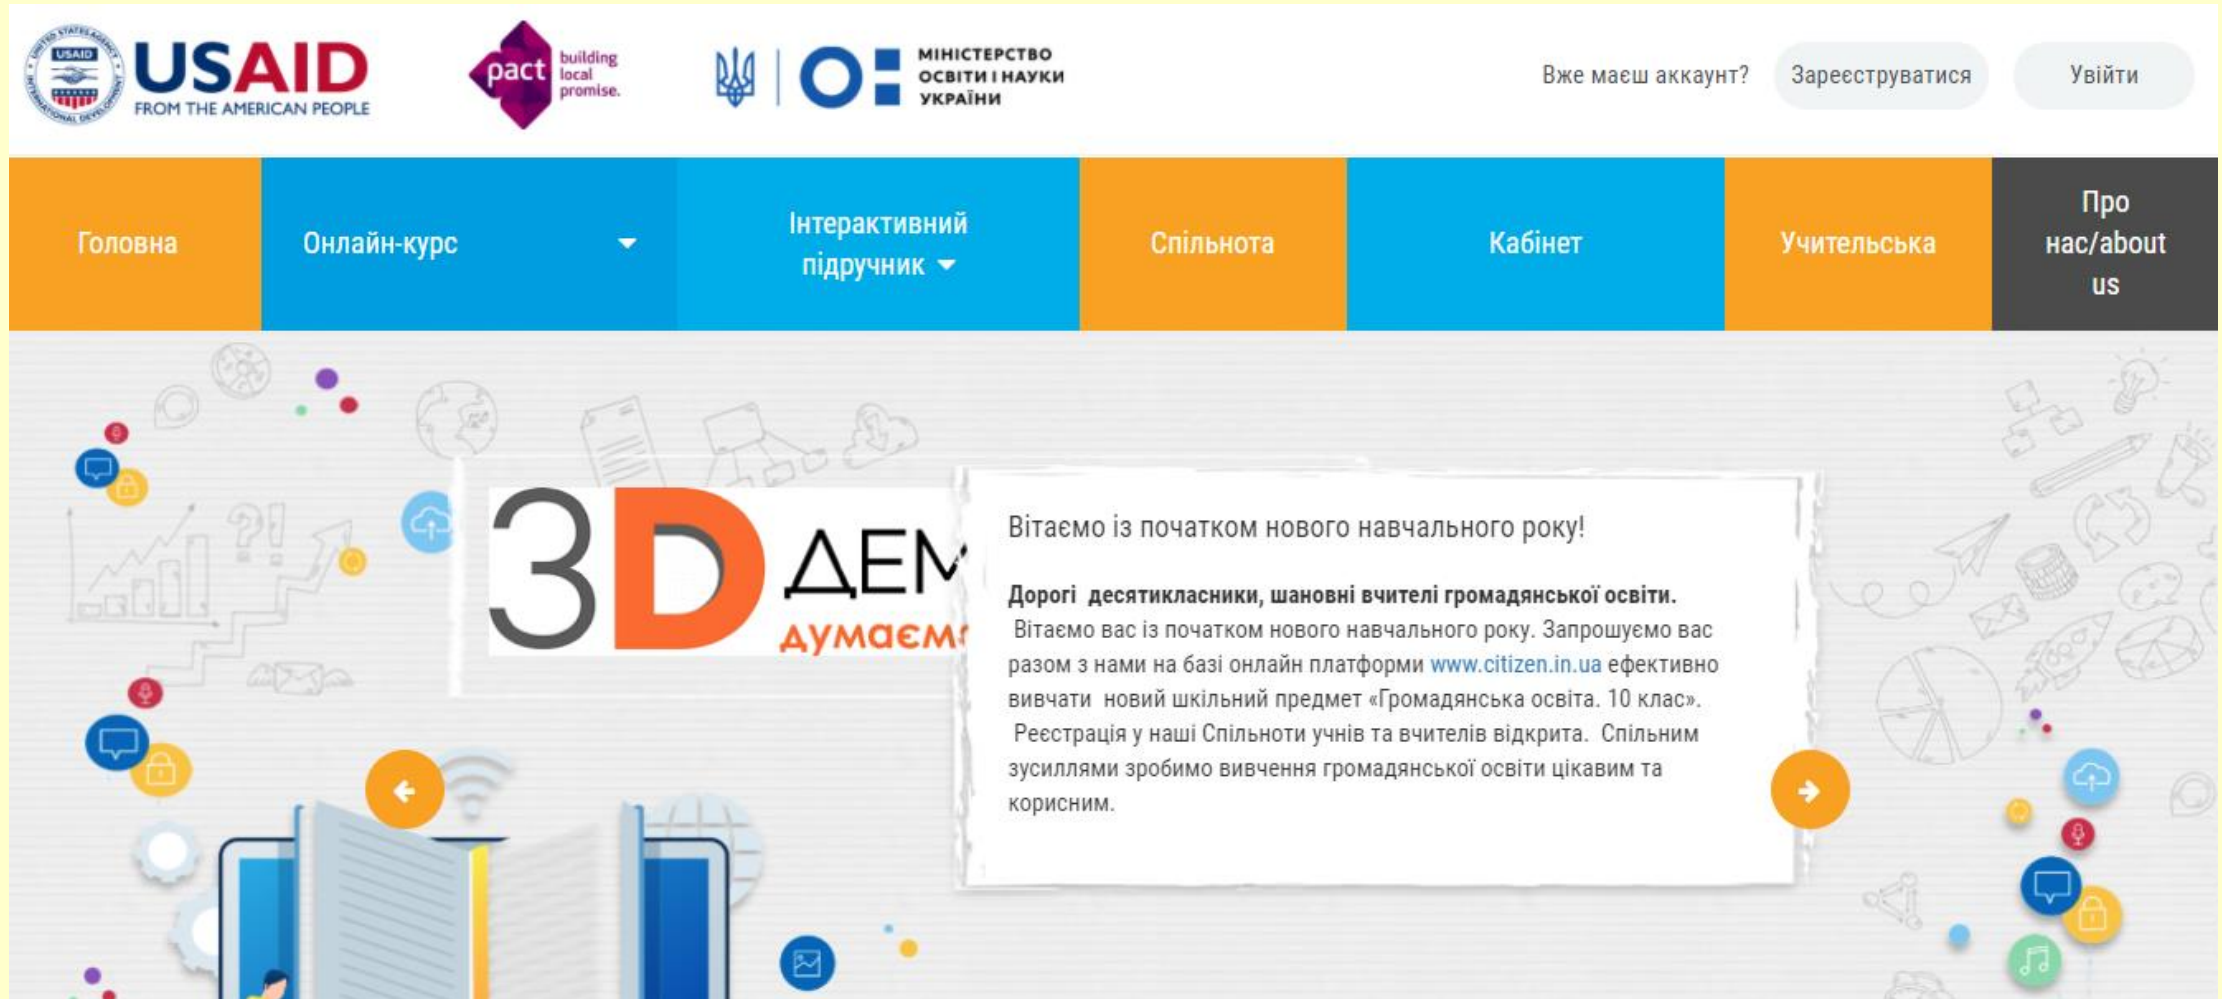 USAID
USAID
FROM THE AMERICAN PEOPLE
pact
building
local
promise.
МІНІСТЕРСТВО
ОСВІТИ І НАУКИ
УКРАЇНИ
Вже маєш аккаунт?
Зареєструватися
Увійти
Головна
Онлайн-курс
Інтерактивний
підручник
Спільнота
Кабінет
Учительська
Про
нас/about
us
3D ДЕМ
думаєм
Вітаємо із початком нового навчального року!
Дорогі десятикласники, шановні вчителі громадянської освіти.
Вітаємо вас із початком нового навчального року. Запрошуємо вас
разом з нами на базі онлайн платформи www.citizen.in.ua ефективно
вивчати новий шкільний предмет «Громадянська освіта. 10 клас».
Реєстрація у наші Спільноти учнів та вчителів відкрита. Спільним
зусиллями зробимо вивчення громадянської освіти цікавим та
корисним.